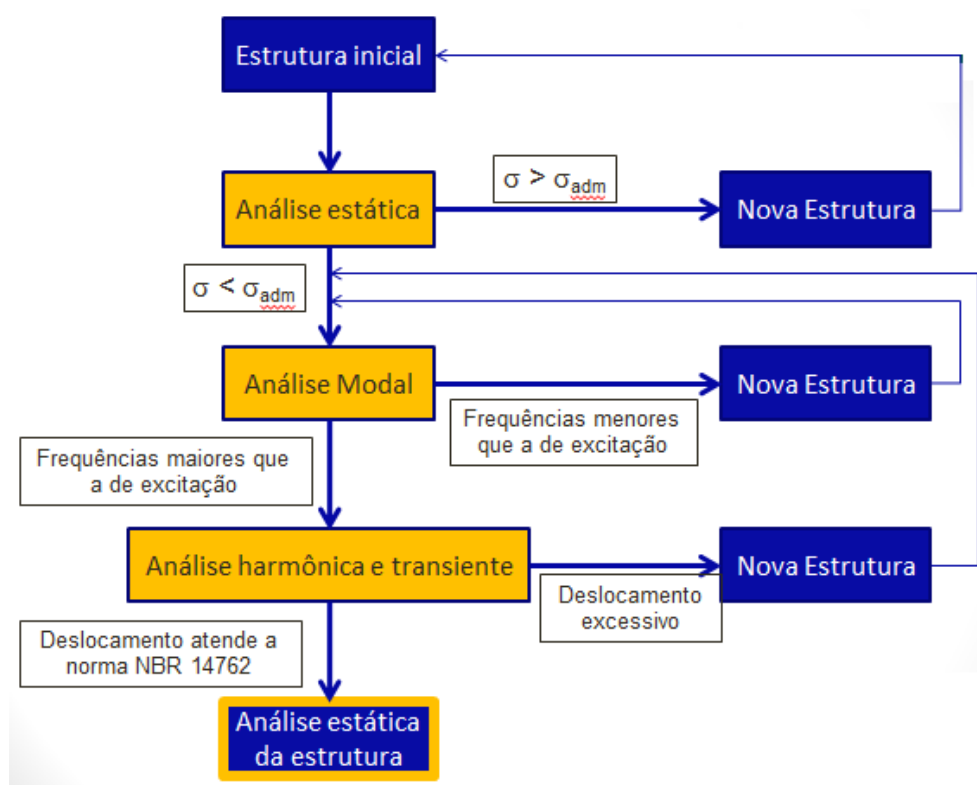 Estrutura inicial
σ > σadm
Análise estática
Nova Estrutura
σ < σadm
Análise Modal
Nova Estrutura
Frequências menores
que a de excitação
Frequências maiores que
a de excitação
Análise harmônica e transiente
Nova Estrutura
Deslocamento
excessivo
Deslocamento atende a
norma NBR 14762
Análise estática
da estrutura